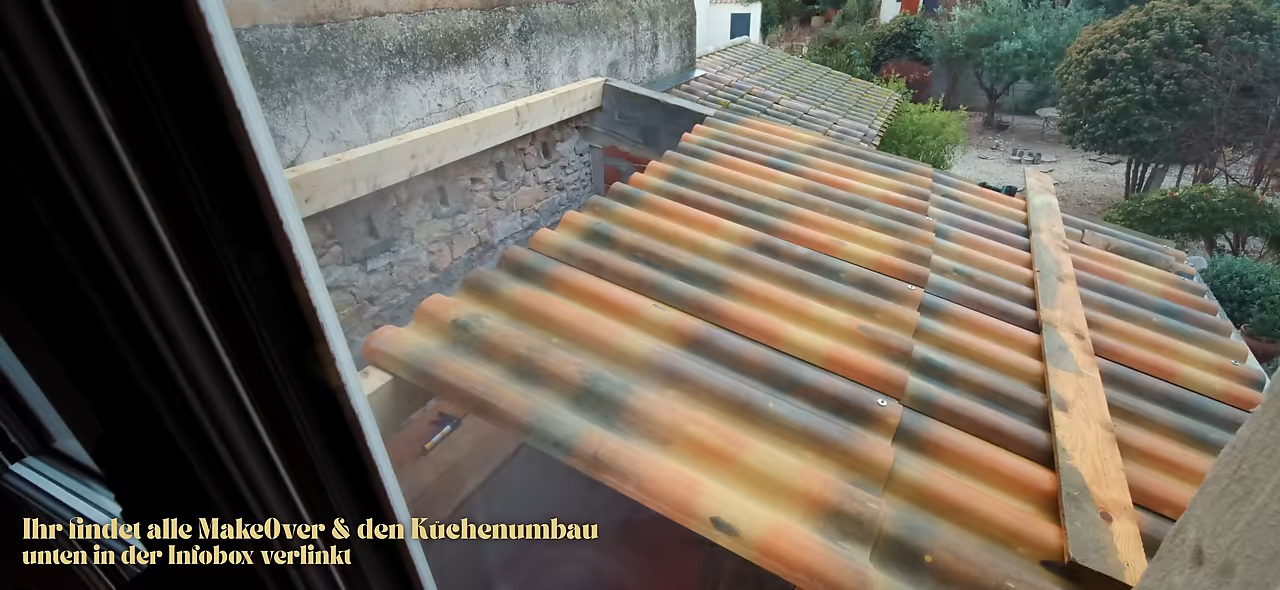 Ihr findet alle MakeOver & den Küchenumbau
unten in der Infobox verlinkt